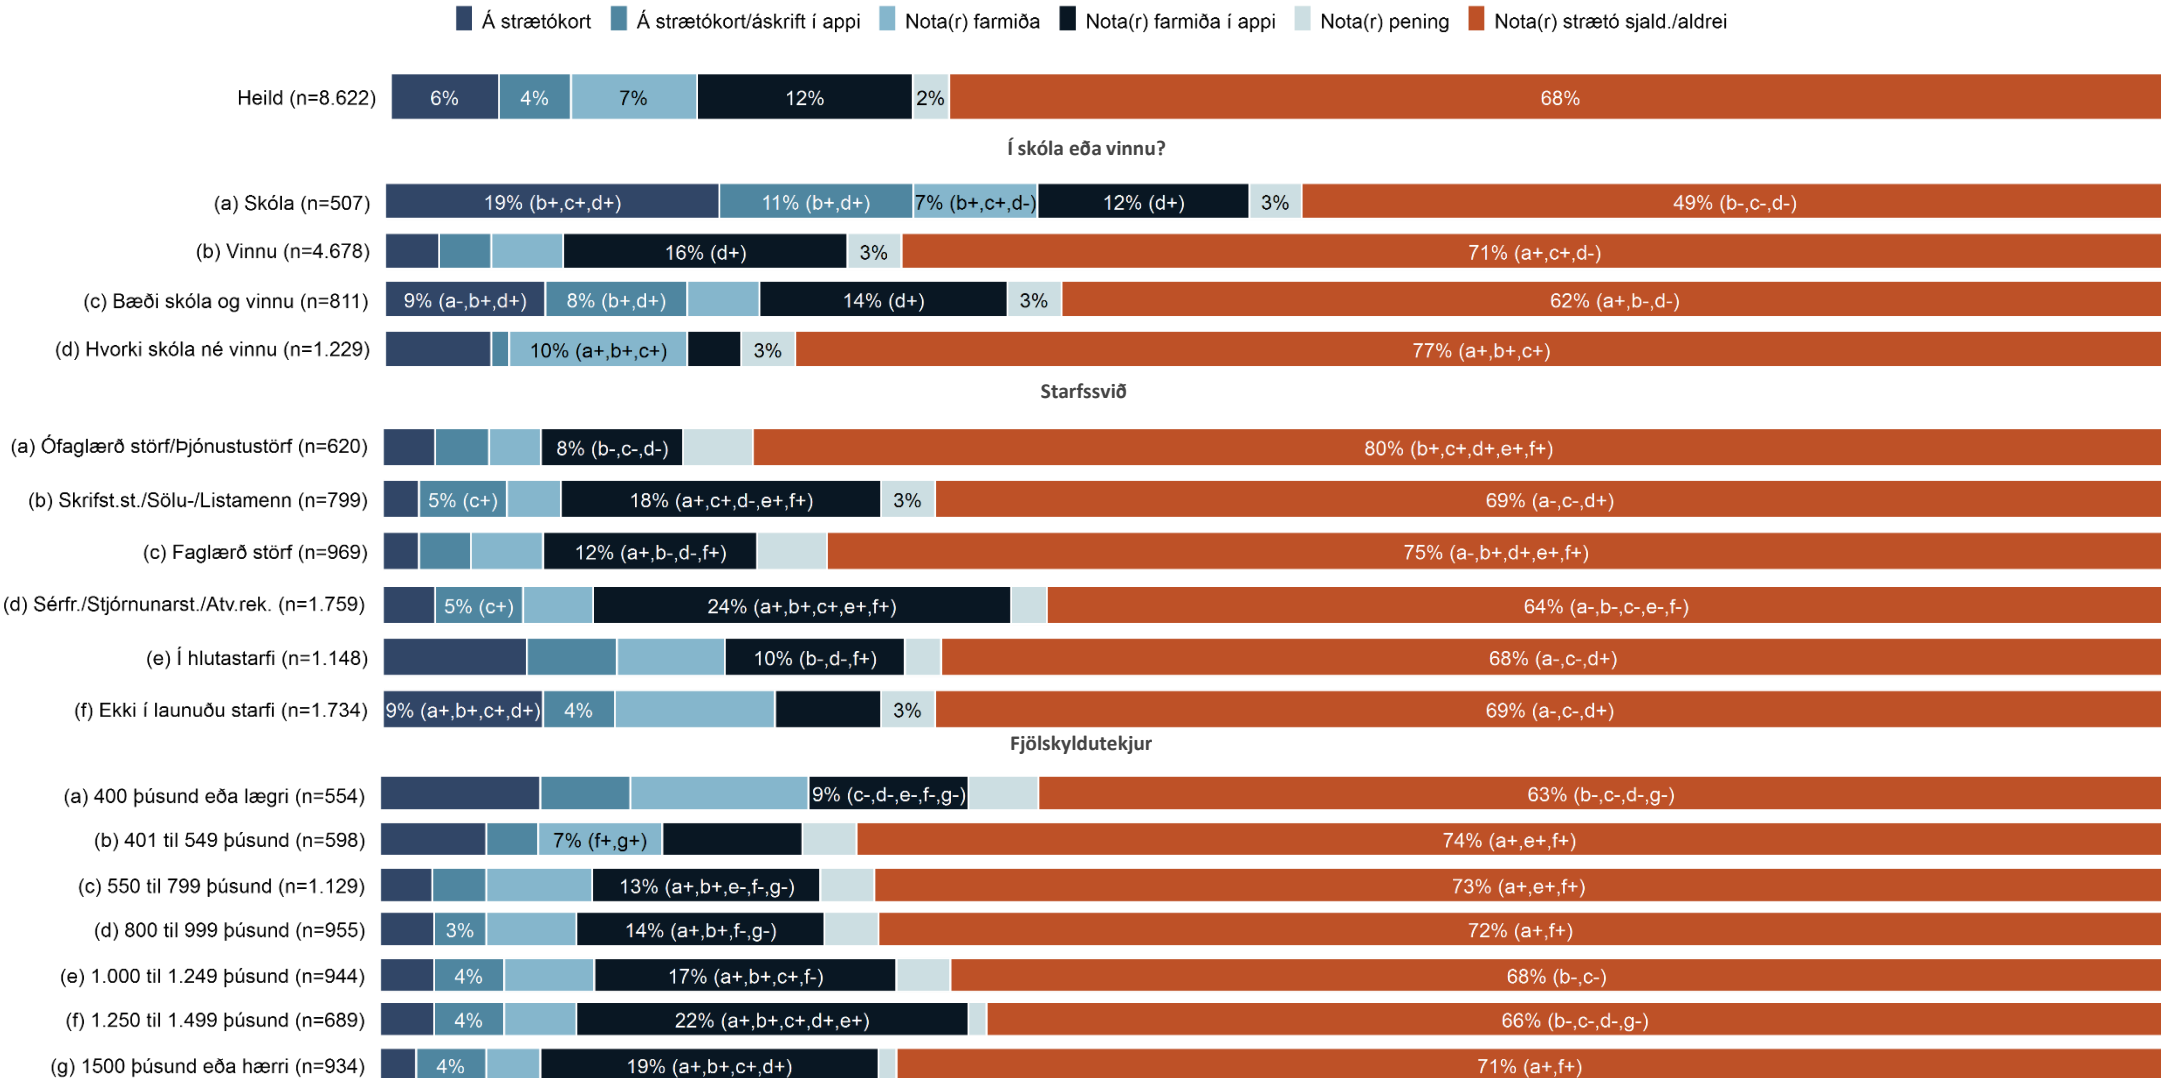 Á strætókort Á strætókort/áskrift í appi Nota(r) farmiða Nota(r) farmiða í appi Nota(r) pening Nota(r) strætó sjald./aldrei
Heild (n=8.622) 6% 4% 7% 12% 2% 68%
Í skóla eða vinnu?
(a) Skóla (n=507) 19% (b+,c+,d+) 11% (b+,d+) 7% (b+,c+,d-) 12% (d+) 3% 49% (b-,c-,d-)
(b) Vinnu (n=4.678) 16% (d+) 3% 71% (a+,c+,d-)
(c) Bæði skóla og vinnu (n=811) 9% (a-,b+,d+) 8% (b+,d+) 14% (d+) 3% 62% (a+,b-,d-)
(d) Hvorki skóla né vinnu (n=1.229) 10% (a+,b+,c+) 3% 77% (a+,b+,c+)
Starfssvið
(a) Ófaglærð störf/Þjónustustörf (n=620) 8% (b-,c-,d-) 80% (b+,c+,d+,e+,f+)
(b) Skrifst.st./Sölu-/Listamenn (n=799) 5% (c+) 18% (a+,c+,d-,e+,f+) 3% 69% (a-,c-,d+)
(c) Faglærð störf (n=969) 12% (a+,b-,d-,f+) 75% (a-,b+,d+,e+,f+)
(d) Sérfr./Stjórnunarst./Atv.rek. (n=1.759) 5% (c+) 24% (a+,b+,c+,e+,f+) 64% (a-,b-,c-,e-,f-)
(e) Í hlutastarfi (n=1.148) 10% (b-,d-,f+) 68% (a-,c-,d+)
(f) Ekki í launuðu starfi (n=1.734) 9% (a+,b+,c+,d+) 4% 3% 69% (a-,c-,d+)
Fjölskyldutekjur
(a) 400 þúsund eða lægri (n=554) 9% (c-,d-,e-,f-,g-) 63% (b-,c-,d-,g-)
(b) 401 til 549 þúsund (n=598) 7% (f+,g+) 74% (a+,e+,f+)
(c) 550 til 799 þúsund (n=1.129) 13% (a+,b+,e-,f-,g-) 73% (a+,e+,f+)
(d) 800 til 999 þúsund (n=955) 3% 14% (a+,b+,f-,g-) 72% (a+,f+)
(e) 1.000 til 1.249 þúsund (n=944) 4% 17% (a+,b+,c+,f-) 68% (b-,c-)
(f) 1.250 til 1.499 þúsund (n=689) 4% 22% (a+,b+,c+,d+,e+) 66% (b-,c-,d-,g-)
(g) 1500 þúsund eða hærri (n=934) 4% 19% (a+,b+,c+,d+) 71% (a+,f+)